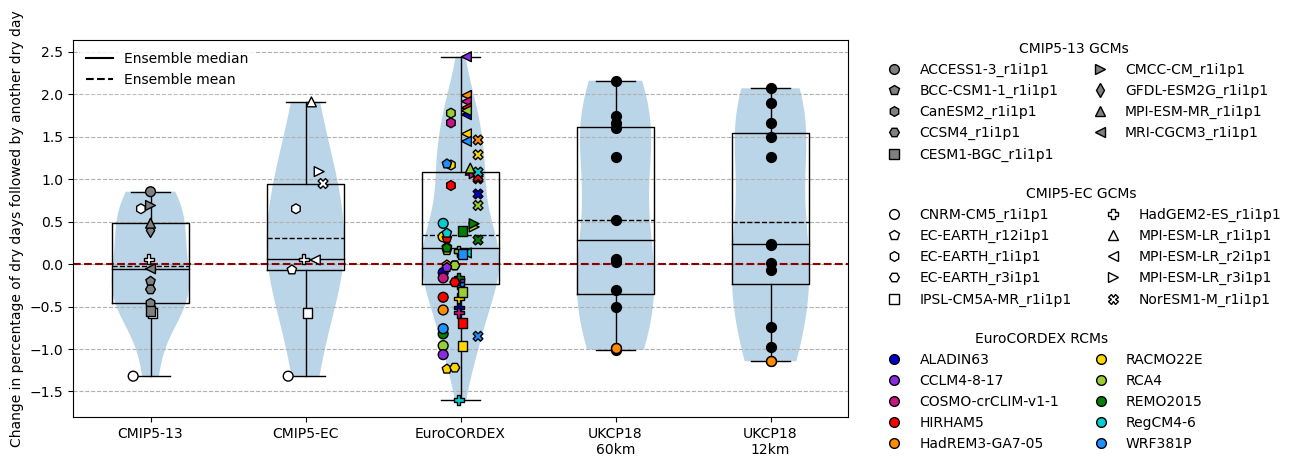 Change in percentage of dry days followed by another dry day
2.5
2.0
1.5
1.0
0.5
0.0
−0.5
−1.0
−1.5
Ensemble median
Ensemble mean
CMIP5-13
CMIP5-EC
EuroCORDEX
UKCP18
60km
UKCP18
12km
CMIP5-13 GCMs
ACCESS1-3_r1i1p1
BCC-CSM1-1_r1i1p1
CanESM2_r1i1p1
CCSM4_r1i1p1
CESM1-BGC_r1i1p1
CMCC-CM_r1i1p1
GFDL-ESM2G_r1i1p1
MPI-ESM-MR_r1i1p1
MRI-CGCM3_r1i1p1
CMIP5-EC GCMs
CNRM-CM5_r1i1p1
EC-EARTH_r12i1p1
EC-EARTH_r1i1p1
EC-EARTH_r3i1p1
IPSL-CM5A-MR_r1i1p1
HadGEM2-ES_r1i1p1
MPI-ESM-LR_r1i1p1
MPI-ESM-LR_r2i1p1
MPI-ESM-LR_r3i1p1
NorESM1-M_r1i1p1
EuroCORDEX RCMs
ALADIN63
CCLM4-8-17
COSMO-crCLIM-v1-1
HIRHAM5
HadREM3-GA7-05
RACMO22E
RCA4
REMO2015
RegCM4-6
WRF381P